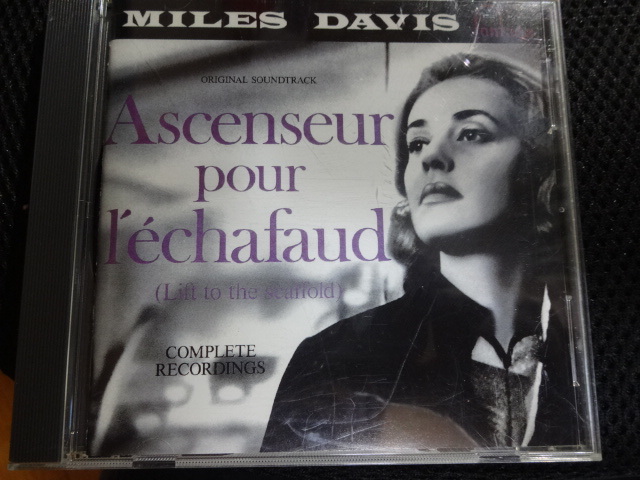 MILES DAVIS
ORIGINAL SOUNDTRACK
Ascenseur
pour
l'échafaud
(Lift to the scaffold)
COMPLETE
RECORDINGS